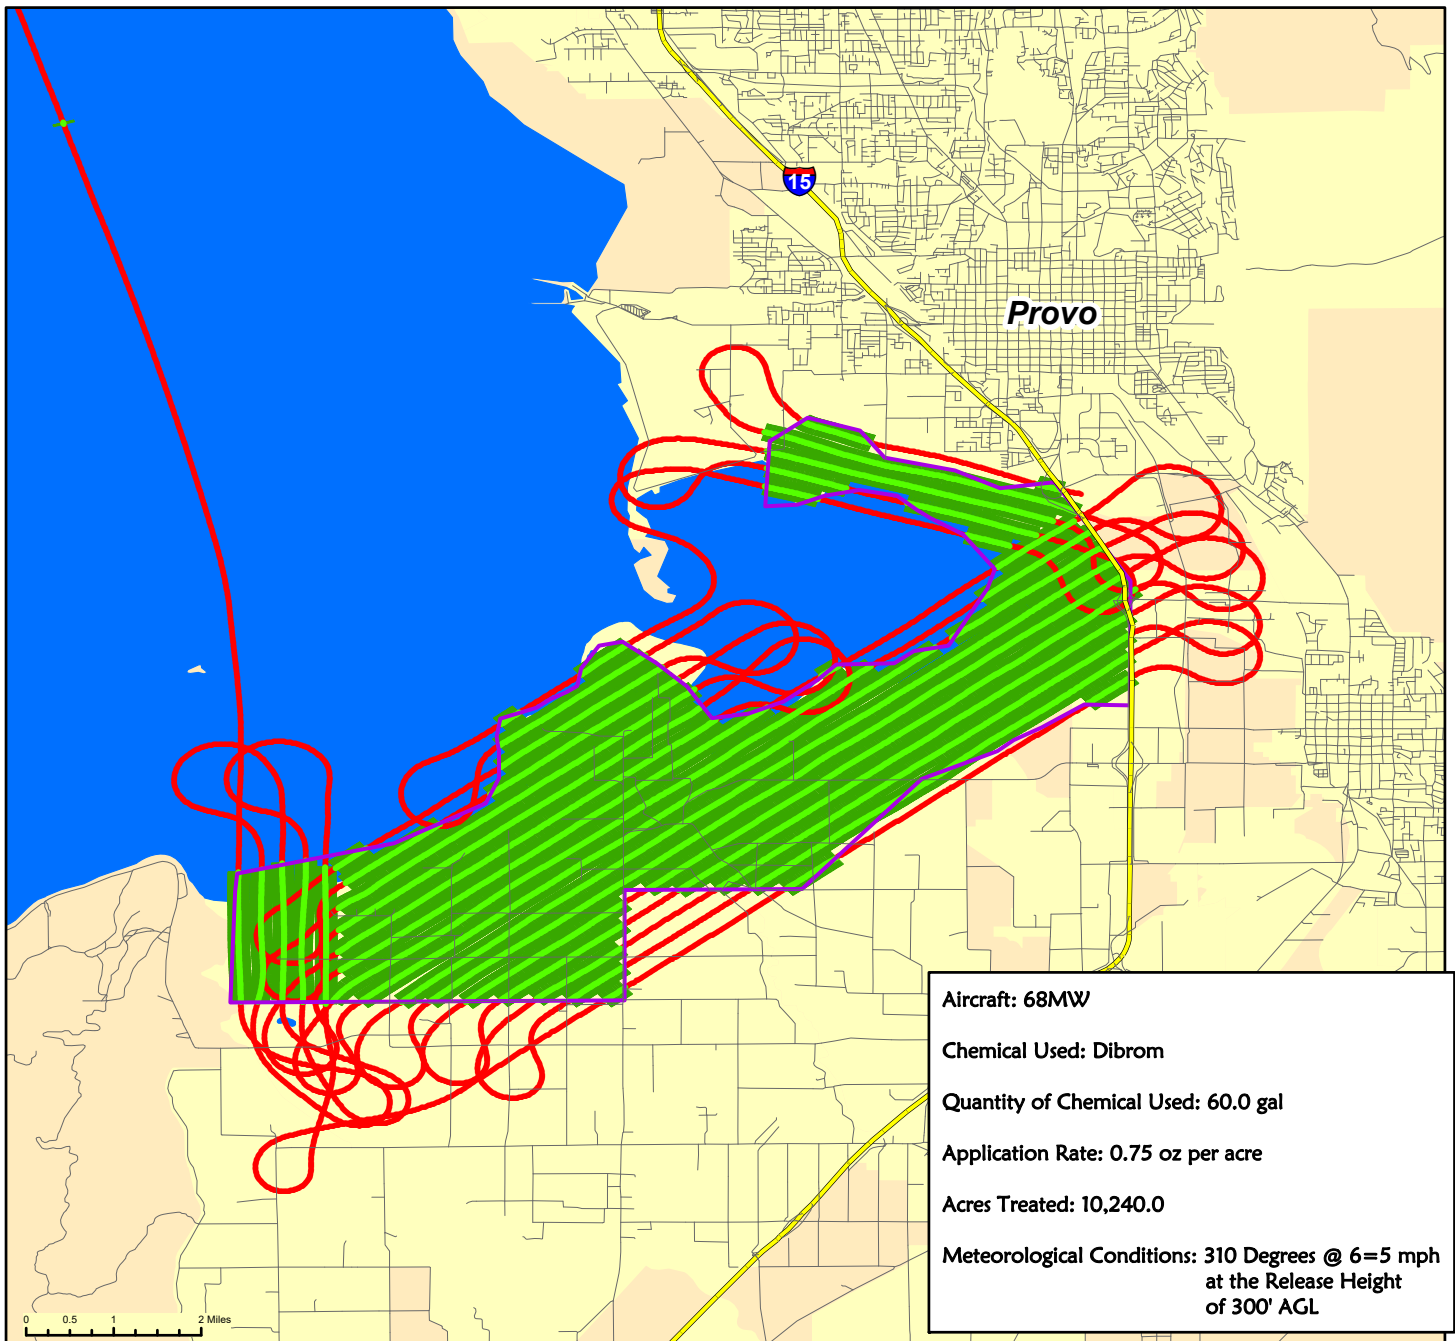 15
Provo
Aircraft: 68MW
Chemical Used: Dibrom
Quantity of Chemical Used: 60.0 gal
Application Rate: 0.75 oz per acre
Acres Treated: 10,240.0
Meteorological Conditions: 310 Degrees @ 6=5 mph
at the Release Height
of 300' AGL
0 0.5 1 2 Miles